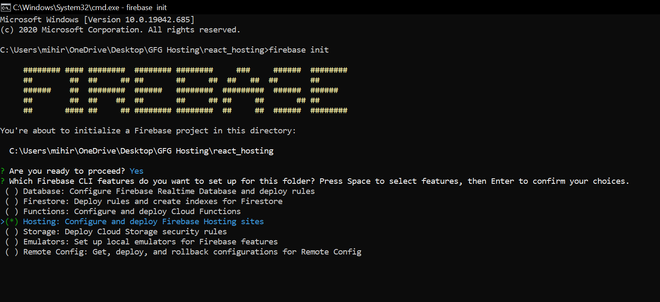 C:\Windows\System32\cmd.exe - firebase init
Microsoft Windows [Version 10.0.19042.685]
(c) 2020 Microsoft Corporation. All rights reserved.
C:\Users\mihir\OneDrive\Desktop\GFG Hosting\react_hosting>firebase init
FIREBASE
You're about to initialize a Firebase project in this directory:
C:\Users\mihir\OneDrive\Desktop\GFG Hosting\react_hosting
? Are you ready to proceed? Yes
? Which Firebase CLI features do you want to set up for this folder? Press Space to select features, then Enter to confirm your choices.
( ) Database: Configure Firebase Realtime Database and deploy rules
( ) Firestore: Deploy rules and create indexes for Firestore
( ) Functions: Configure and deploy Cloud Functions
>(*) Hosting: Configure and deploy Firebase Hosting sites
( ) Storage: Deploy Cloud Storage security rules
( ) Emulators: Set up local emulators for Firebase features
( ) Remote Config: Get, deploy, and rollback configurations for Remote Config